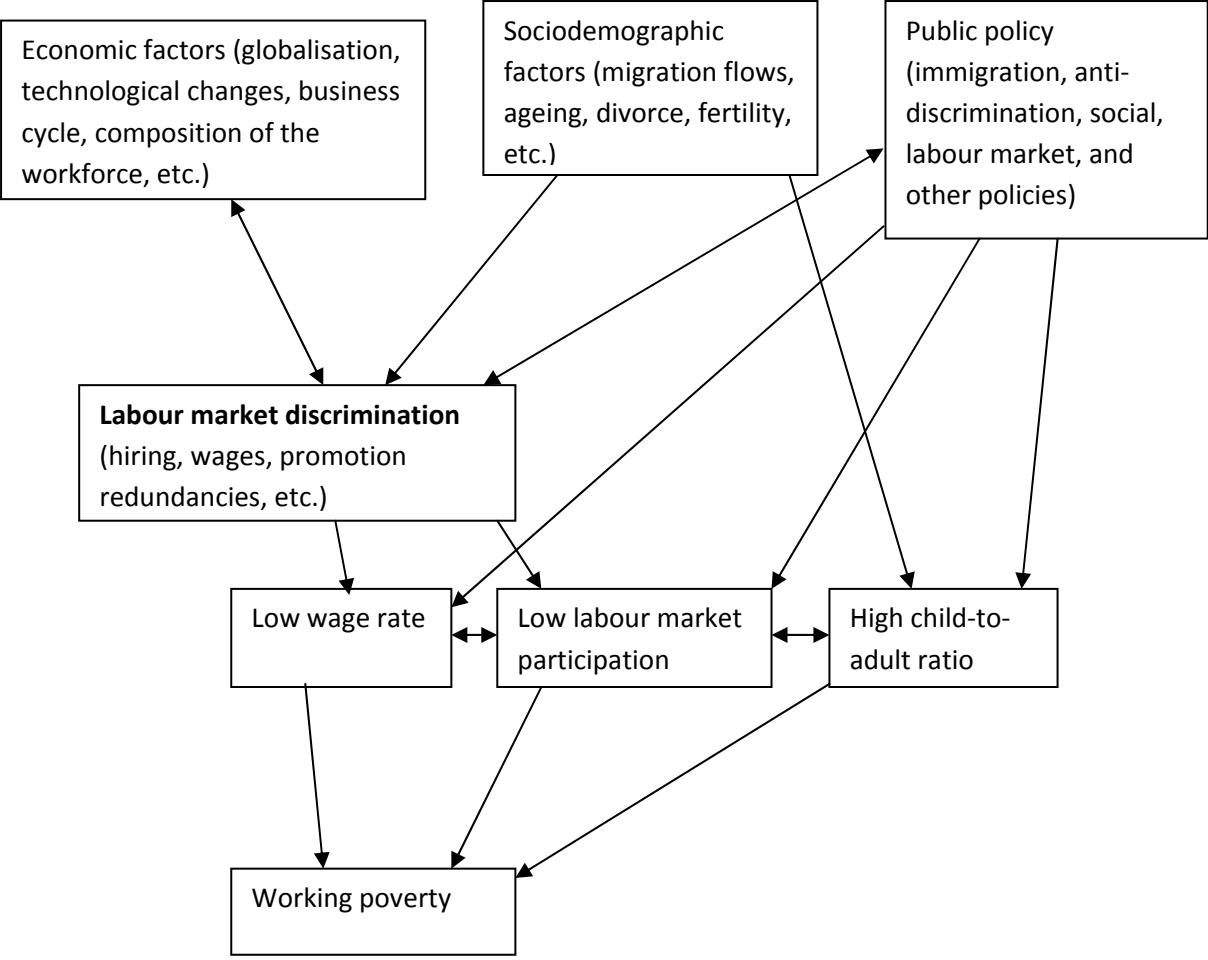 Economic factors (globalisation,
technological changes, business
cycle, composition of the
workforce, etc.)
Sociodemographic
factors (migration flows,
ageing, divorce, fertility,
etc.)
Public policy
(immigration, anti-
discrimination, social,
labour market, and
other policies)
Labour market discrimination
(hiring, wages, promotion
redundancies, etc.)
Low wage rate
Low labour market
participation
High child-to-
adult ratio
Working poverty